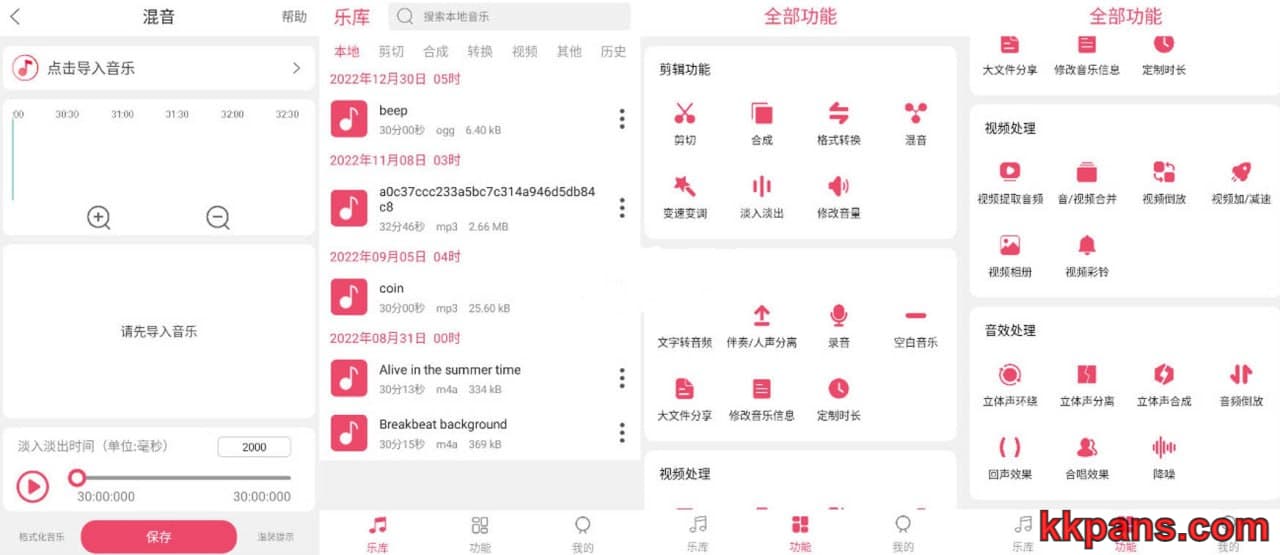 混音
帮助
点击导入音乐
:00 30:30 31:00 31:30 32:00 32:30
请先导入音乐
淡入淡出时间（单位:毫秒）
2000
30:00:000
30:00:000
格式化音乐
保存
温馨提示
乐库
搜索本地音乐
本地 剪切 合成 转换 视频 其他 历史
2022年12月30日 05时
beep
30分00秒 ogg 6.40 kB
2022年11月08日 03时
a0c37ccc233a5bc7c314a946d5db84
c8
32分46秒 mp3 2.66 MB
2022年09月05日 04时
coin
30分00秒 mp3 25.60 kB
2022年08月31日 00时
Alive in the summer time
30分13秒 m4a 334 kB
Breakbeat background
30分15秒 m4a 369 kB
乐库 功能 我的
全部功能
剪辑功能
剪切 合成 格式转换 混音
变速变调 淡入淡出 修改音量
文字转音频 伴奏/人声分离 录音 空白音乐
大文件分享 修改音乐信息 定制时长
视频处理
乐库 功能 我的
全部功能
大文件分享 修改音乐信息 定制时长
视频处理
视频提取音频 音/视频合并 视频倒放 视频加/减速
视频相册 视频彩铃
音效处理
立体声环绕 立体声分离 立体声合成 音频倒放
回声效果 合唱效果 降噪
乐库 功能 我的
kkpans.com